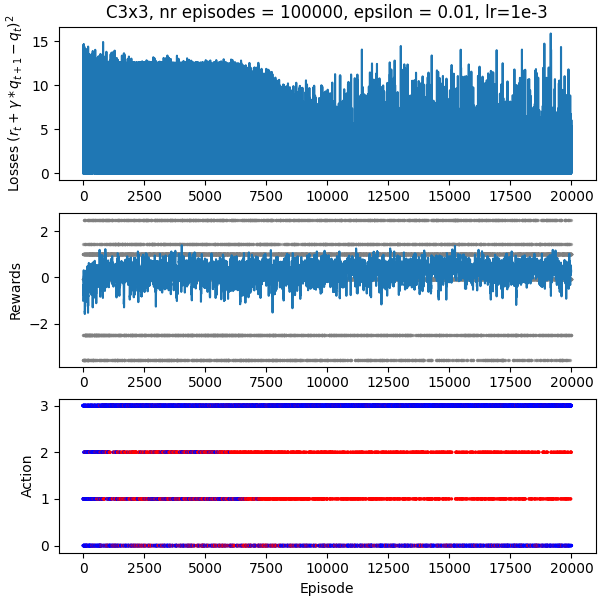 C3x3, nr episodes = 100000, epsilon = 0.01, lr=1e-3
Losses $(r_t + \gamma * q_{t+1} - q_t)^2$
15
10
5
0
0 2500 5000 7500 10000 12500 15000 17500 20000
Rewards
2
0
−2
0 2500 5000 7500 10000 12500 15000 17500 20000
Action
3
2
1
0
0 2500 5000 7500 10000 12500 15000 17500 20000
Episode